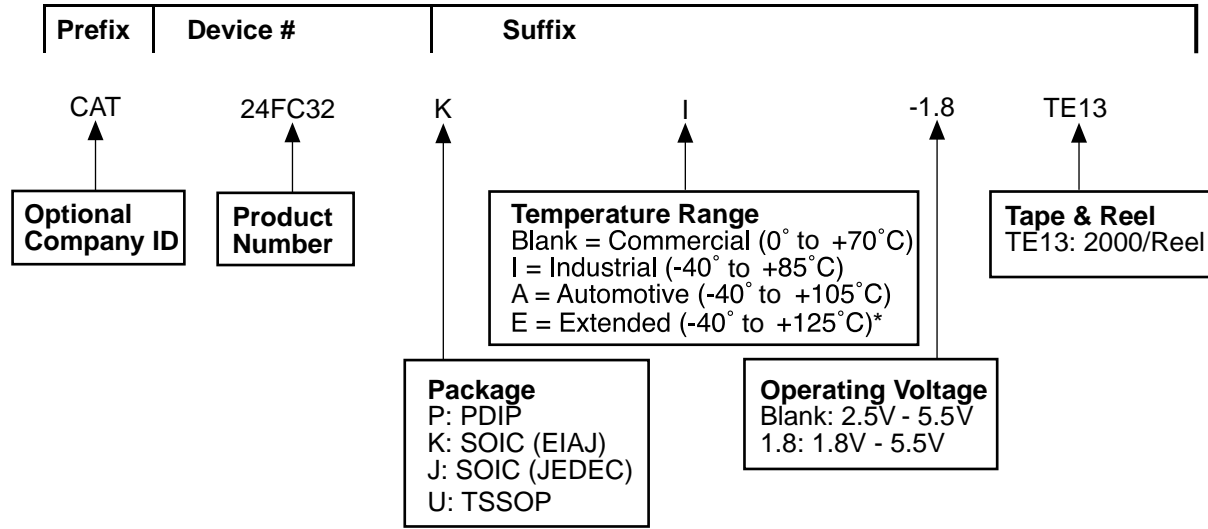 Prefix Device # Suffix
CAT 24FC32 K I -1.8 TE13
Optional
Company ID
Product
Number
Temperature Range
Blank = Commercial (0˚ to +70˚C)
I = Industrial (-40˚ to +85˚C)
A = Automotive (-40˚ to +105˚C)
E = Extended (-40˚ to +125˚C)*
Tape & Reel
TE13: 2000/Reel
Package
P: PDIP
K: SOIC (EIAJ)
J: SOIC (JEDEC)
U: TSSOP
Operating Voltage
Blank: 2.5V - 5.5V
1.8: 1.8V - 5.5V